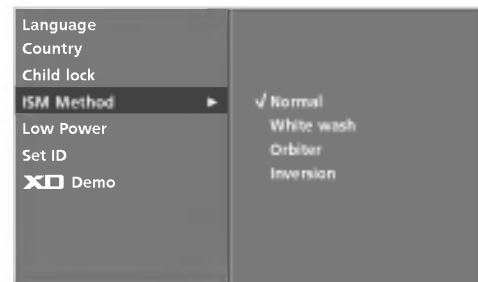 Language
Country
Child lock
ISM Method ▶
Low Power
Set ID
XD Demo
√ Normal
White wash
Orbiter
Inversion